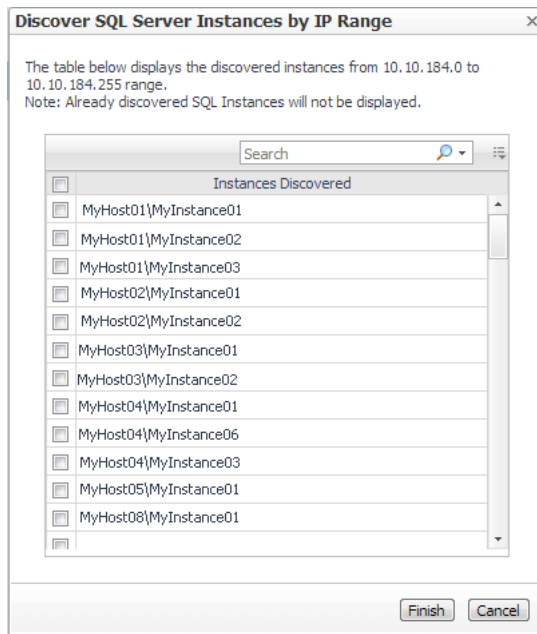 Discover SQL Server Instances by IP Range
The table below displays the discovered instances from 10.10.184.0 to
10.10.184.255 range.
Note: Already discovered SQL Instances will not be displayed.
Search
Instances Discovered
MyHost01\MyInstance01
MyHost01\MyInstance02
MyHost01\MyInstance03
MyHost02\MyInstance01
MyHost02\MyInstance02
MyHost03\MyInstance01
MyHost03\MyInstance02
MyHost04\MyInstance01
MyHost04\MyInstance06
MyHost04\MyInstance03
MyHost05\MyInstance01
MyHost08\MyInstance01
Finish Cancel